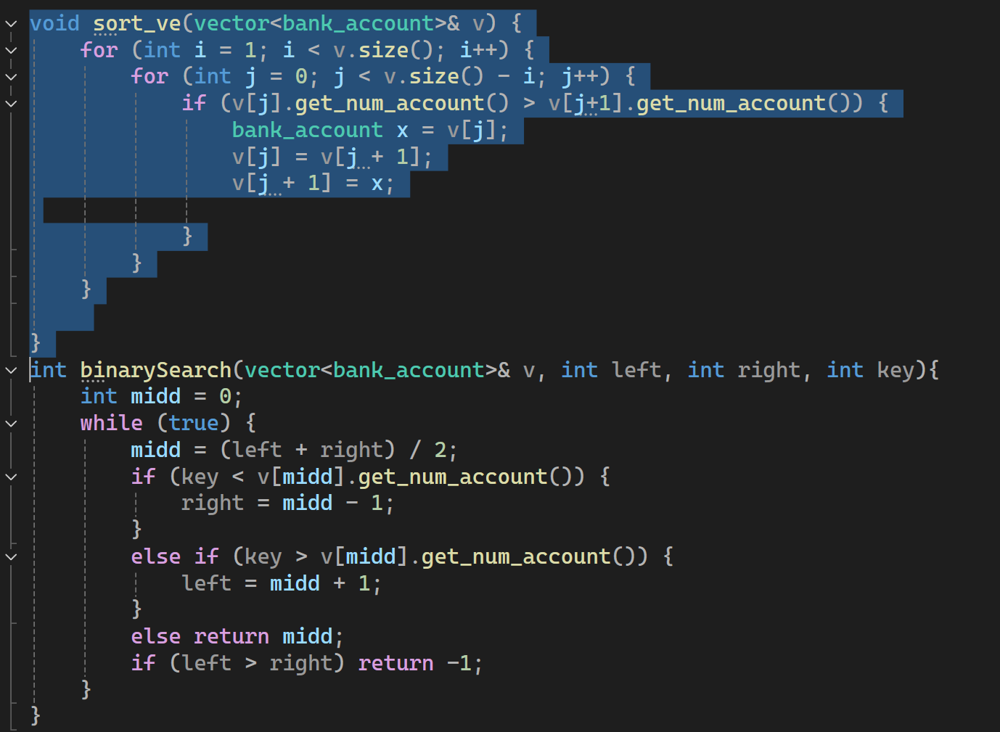 void sort_ve(vector<bank_account>& v) {
    for (int i = 1; i < v.size(); i++) {
        for (int j = 0; j < v.size() - i; j++) {
            if (v[j].get_num_account() > v[j+1].get_num_account()) {
                bank_account x = v[j];
                v[j] = v[j + 1];
                v[j + 1] = x;
            }
        }
    }
}
int binarySearch(vector<bank_account>& v, int left, int right, int key){
    int midd = 0;
    while (true) {
        midd = (left + right) / 2;
        if (key < v[midd].get_num_account()) {
            right = midd - 1;
        }
        else if (key > v[midd].get_num_account()) {
            left = midd + 1;
        }
        else return midd;
        if (left > right) return -1;
    }
}